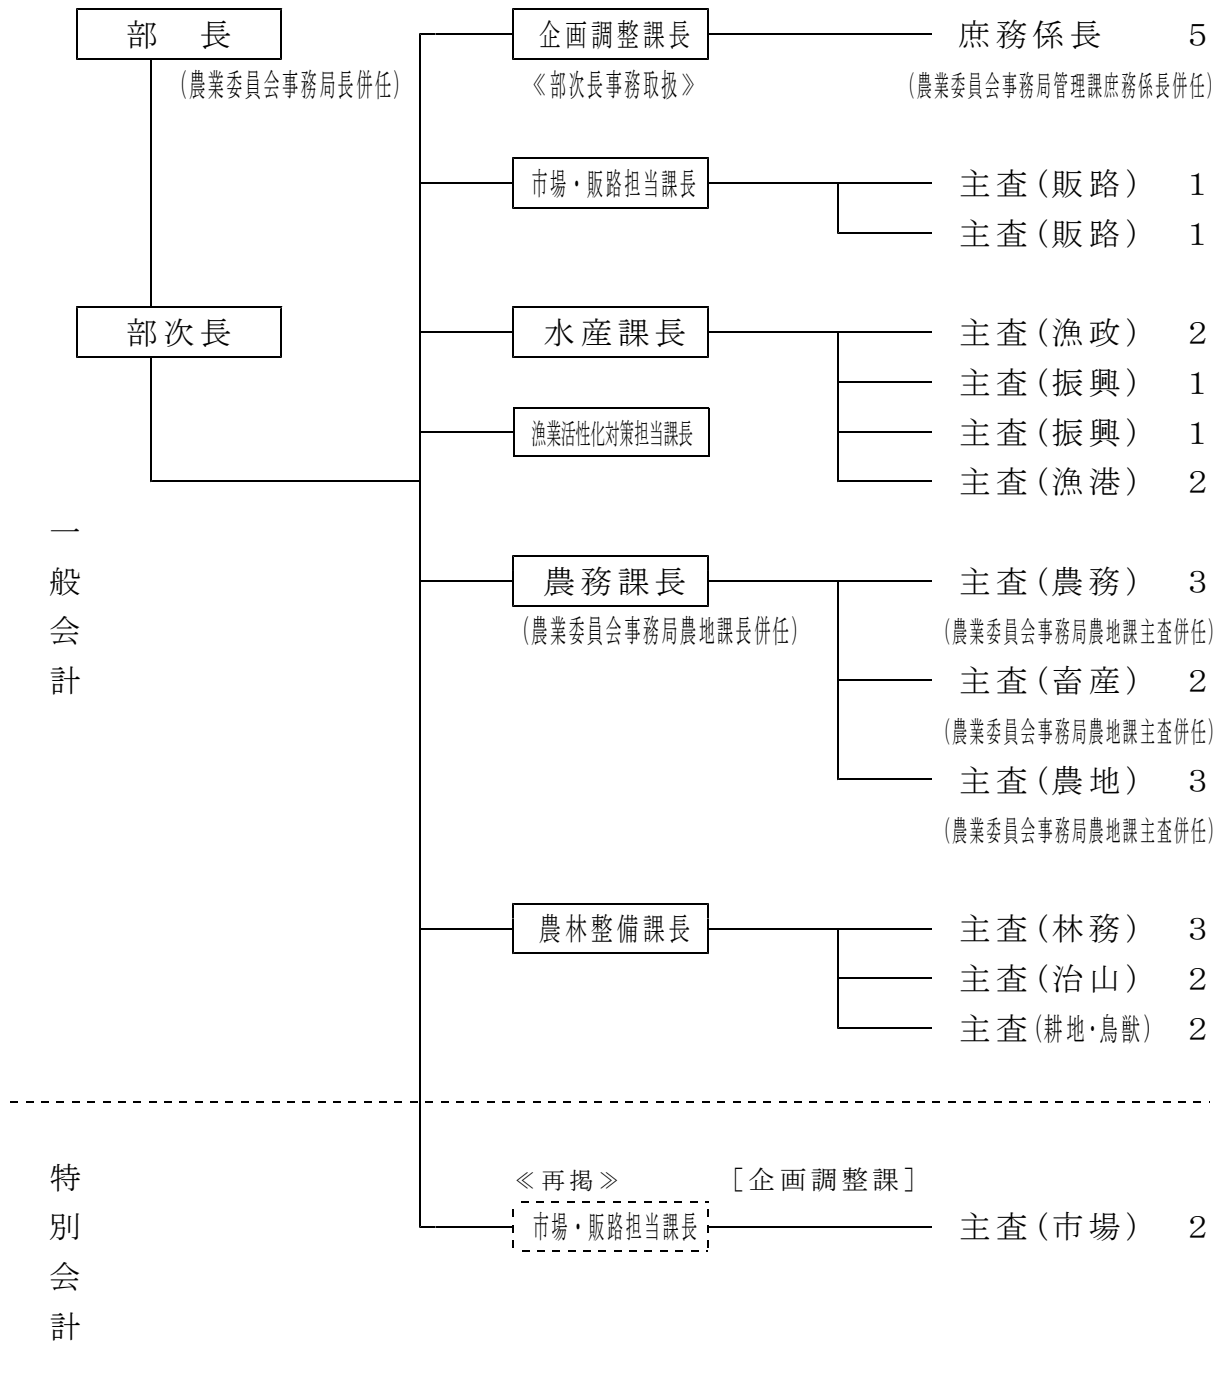 部　長　企画調整課長　庶務係長　５
(農業委員会事務局長併任)　《部次長事務取扱》　(農業委員会事務局管理課庶務係長併任)
市場・販路担当課長　主査(販路)　１
主査(販路)　１
部次長　水産課長　主査(漁政)　２
主査(振興)　１
漁業活性化対策担当課長　主査(振興)　１
主査(漁港)　２
一般会計
農務課長　主査(農務)　３
(農業委員会事務局農地課長併任)　(農業委員会事務局農地課主査併任)
主査(畜産)　２
(農業委員会事務局農地課主査併任)
主査(農地)　３
(農業委員会事務局農地課主査併任)
農林整備課長　主査(林務)　３
主査(治山)　２
主査(耕地・鳥獣)　２
特別会計
≪再掲≫　［企画調整課］
市場・販路担当課長　主査(市場)　２